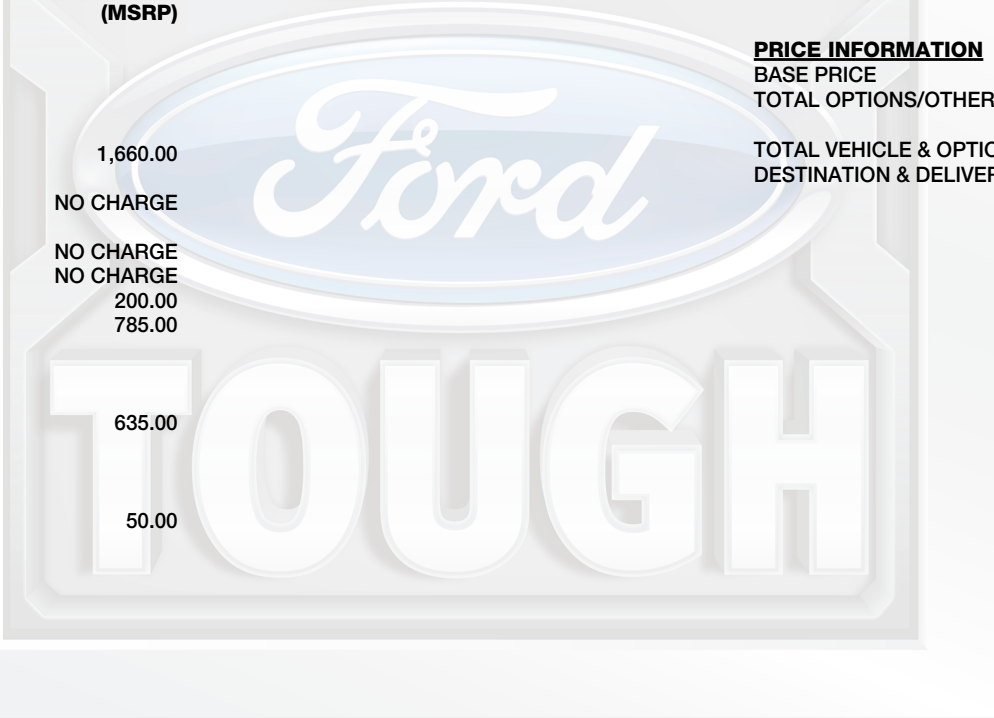 (MSRP)
1,660.00
NO CHARGE
NO CHARGE
NO CHARGE
200.00
785.00
635.00
50.00
PRICE INFORMATION
BASE PRICE
TOTAL OPTIONS/OTHER
TOTAL VEHICLE & OPTIO
DESTINATION & DELIVER
Ford
TOUGH